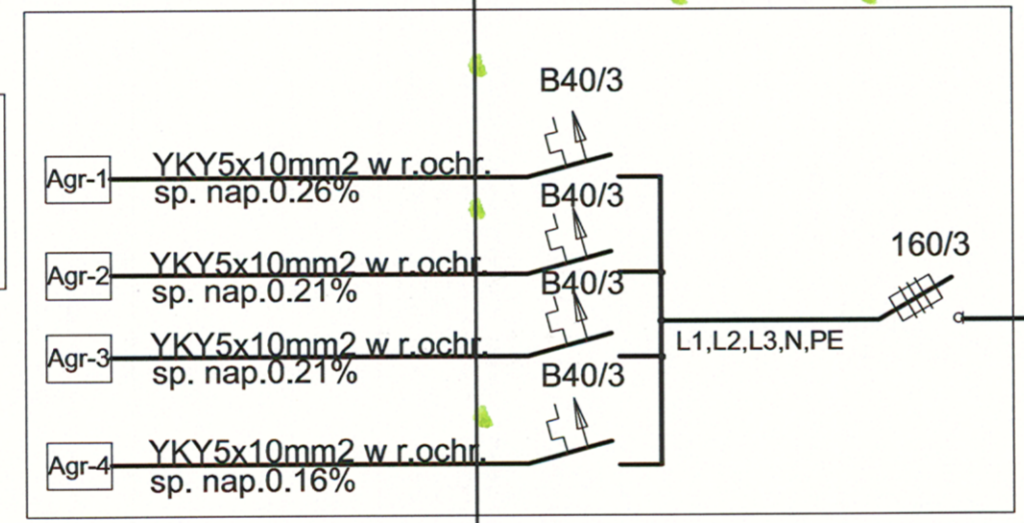 B40/3
Agr-1
YKY5x10mm2 w r.ochr.
sp. nap.0.26%
B40/3
160/3
Agr-2
YKY5x10mm2 w r.ochr.
sp. nap.0.21%
B40/3
L1,L2,L3,N,PE
Agr-3
YKY5x10mm2 w r.ochr.
sp. nap.0.21%
B40/3
Agr-4
YKY5x10mm2 w r.ochr.
sp. nap.0.16%